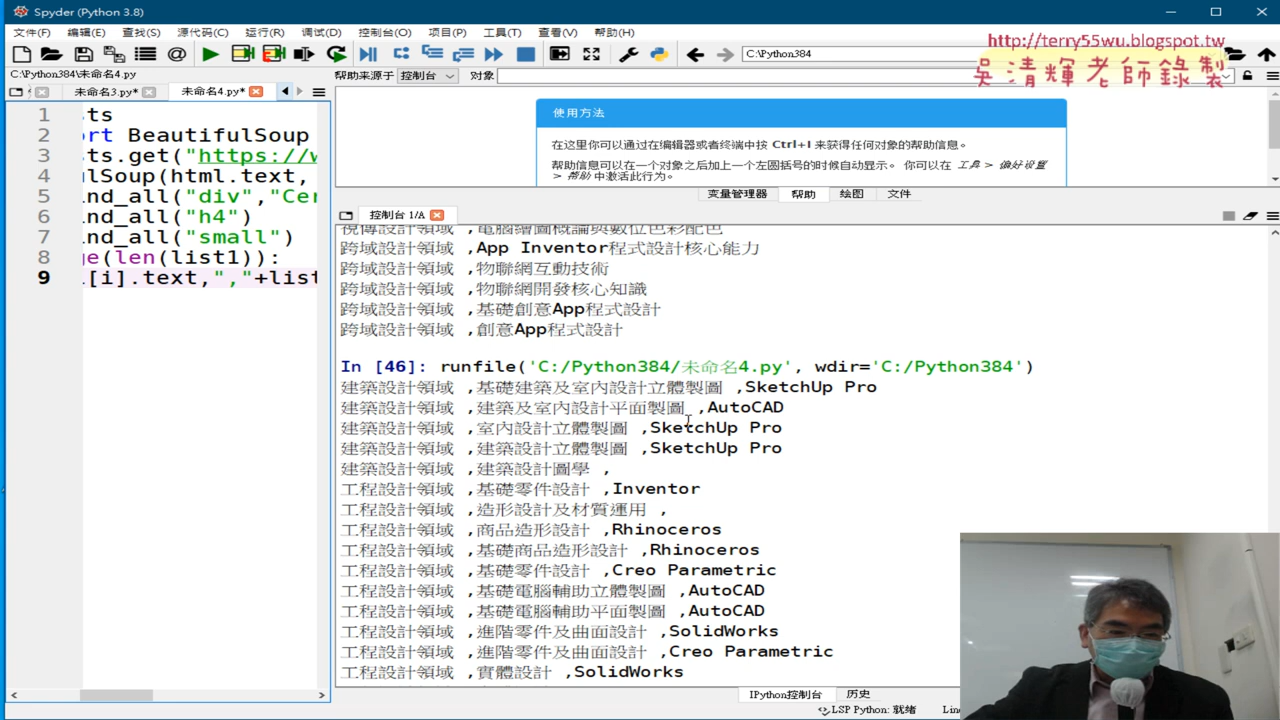 Spyder (Python 3.8)
文件(F) 编辑(E) 查找(S) 源代码(C) 运行(R) 调试(D) 控制台(O) 项目(P) 工具(T) 查看(V) 帮助(H)
http://terry55wu.blogspot.tw
吳清輝老師錄製
C:\Python384
C:\Python384\未命名4.py
帮助来源于 控制台 对象
未命名3.py*
未命名4.py*
1 ts
2 ort BeautifulSoup
3 ts.get("https://w
4 ulSoup(html.text,
5 ind_all("div","Cer
6 ind_all("h4")
7 ind_all("small")
8 ge(len(list1)):
9 [i].text,","+list
使用方法
在这里你可以通过在编辑器或者终端中按 Ctrl+I 来获得任何对象的帮助信息。
帮助信息可以在一个对象之后加上一个左圆括号的时候自动显示。 你可以在 工具 > 偏好设置
> 帮助 中激活此行为。
变量管理器 帮助 绘图 文件
控制台 1/A
視傳設計領域 ,電腦繪圖概論與數位色彩配色
跨域設計領域 ,App Inventor程式設計核心能力
跨域設計領域 ,物聯網互動技術
跨域設計領域 ,物聯網開發核心知識
跨域設計領域 ,基礎創意App程式設計
跨域設計領域 ,創意App程式設計
In [46]: runfile('C:/Python384/未命名4.py', wdir='C:/Python384')
建築設計領域 ,基礎建築及室內設計立體製圖 ,SketchUp Pro
建築設計領域 ,建築及室內設計平面製圖 ,AutoCAD
建築設計領域 ,室內設計立體製圖 ,SketchUp Pro
建築設計領域 ,建築設計立體製圖 ,SketchUp Pro
建築設計領域 ,建築設計圖學 ,
工程設計領域 ,基礎零件設計 ,Inventor
工程設計領域 ,造形設計及材質運用 ,
工程設計領域 ,商品造形設計 ,Rhinoceros
工程設計領域 ,基礎商品造形設計 ,Rhinoceros
工程設計領域 ,基礎零件設計 ,Creo Parametric
工程設計領域 ,基礎電腦輔助立體製圖 ,AutoCAD
工程設計領域 ,基礎電腦輔助平面製圖 ,AutoCAD
工程設計領域 ,進階零件及曲面設計 ,SolidWorks
工程設計領域 ,進階零件及曲面設計 ,Creo Parametric
工程設計領域 ,實體設計 ,SolidWorks
IPython控制台 历史
LSP Python: 就绪